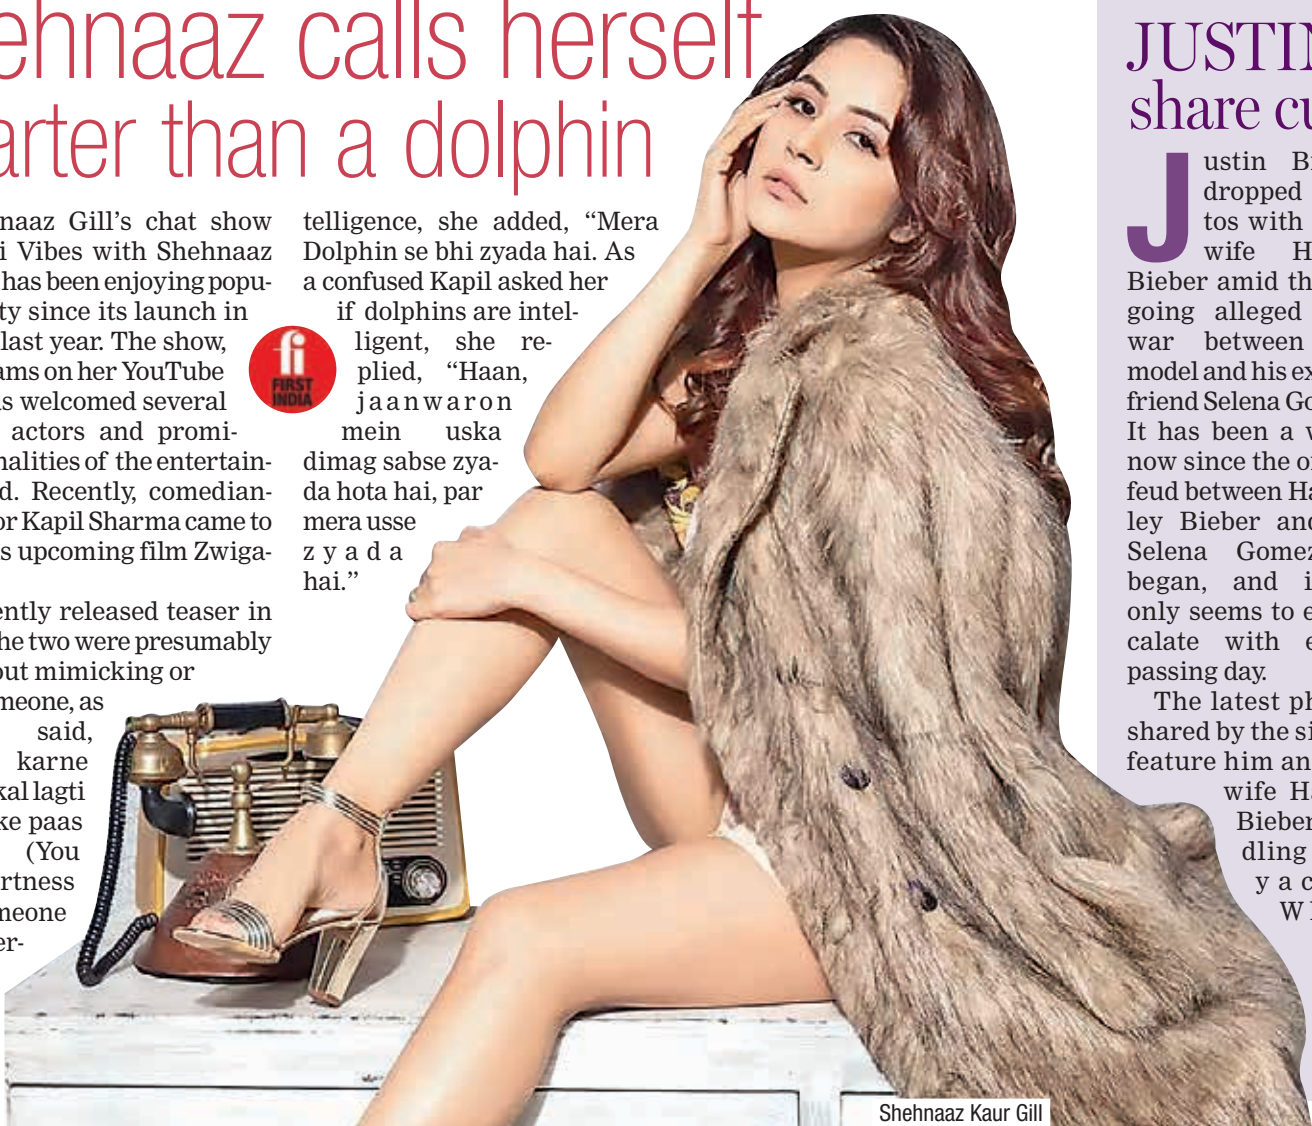 ehnaaz calls herself
arter than a dolphin
naaz Gill’s chat show
i Vibes with Shehnaaz
has been enjoying popu-
ty since its launch in
last year. The show,
ams on her YouTube
s welcomed several
actors and promi-
nalities of the entertain-
d. Recently, comedian-
or Kapil Sharma came to
s upcoming film Zwiga-
ently released teaser in
he two were presumably
out mimicking or
meone, as
said,
karne
kal lagti
ke paas
(You
rtness
meone
er-
telligence, she added, “Mera
Dolphin se bhi zyada hai. As
a confused Kapil asked her
if dolphins are intel-
ligent, she re-
plied, “Haan,
jaanwaron
mein uska
dimag sabse zya-
da hota hai, par
mera usse
zyada
hai.”
fi
FIRST
INDIA
Shehnaaz Kaur Gill
JUSTIN
share cu
Justin Bi
dropped
tos with
wife H
Bieber amid th
going alleged
war between
model and his ex
friend Selena Go
It has been a w
now since the o
feud between Ha
ley Bieber and
Selena Gomez
began, and i
only seems to e
calate with e
passing day.
The latest ph
shared by the si
feature him an
wife Ha
Bieber
dling
yac
Wh